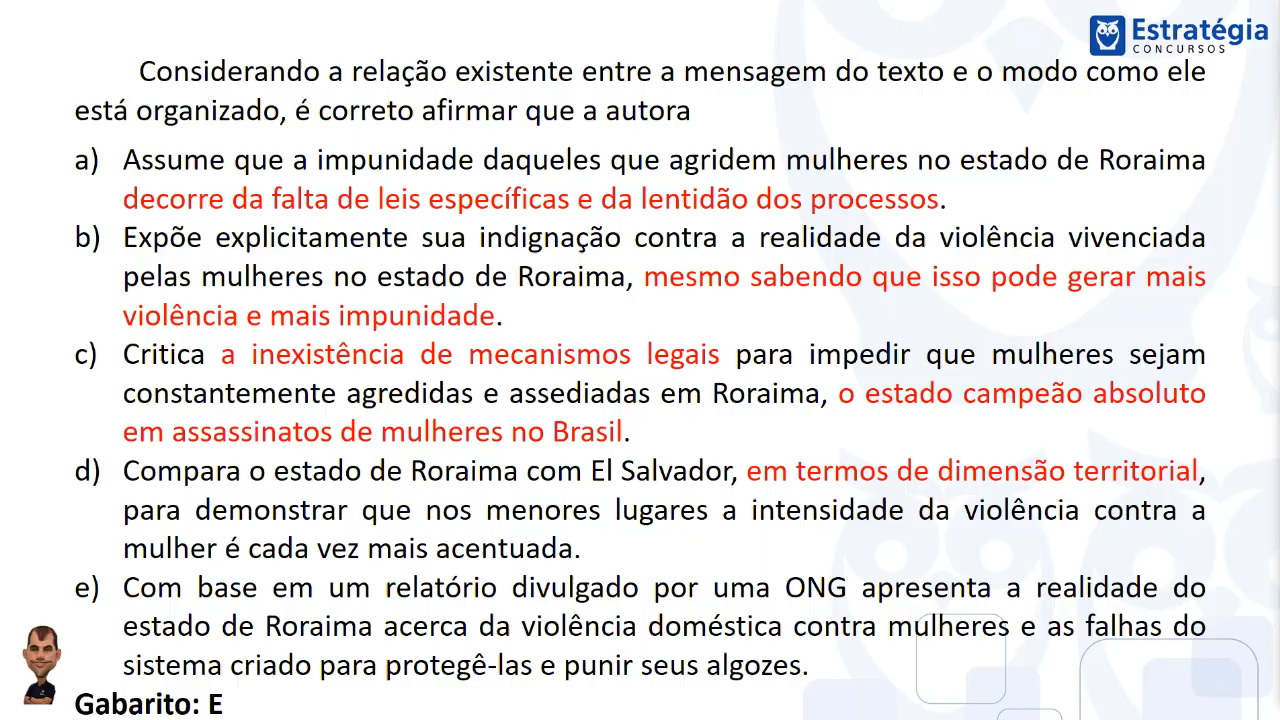 Estratégia
CONCURSOS
Considerando a relação existente entre a mensagem do texto e o modo como ele
está organizado, é correto afirmar que a autora
a) Assume que a impunidade daqueles que agridem mulheres no estado de Roraima
decorre da falta de leis específicas e da lentidão dos processos.
b) Expõe explicitamente sua indignação contra a realidade da violência vivenciada
pelas mulheres no estado de Roraima, mesmo sabendo que isso pode gerar mais
violência e mais impunidade.
c) Critica a inexistência de mecanismos legais para impedir que mulheres sejam
constantemente agredidas e assediadas em Roraima, o estado campeão absoluto
em assassinatos de mulheres no Brasil.
d) Compara o estado de Roraima com El Salvador, em termos de dimensão territorial,
para demonstrar que nos menores lugares a intensidade da violência contra a
mulher é cada vez mais acentuada.
e) Com base em um relatório divulgado por uma ONG apresenta a realidade do
estado de Roraima acerca da violência doméstica contra mulheres e as falhas do
sistema criado para protegê-las e punir seus algozes.
Gabarito: E